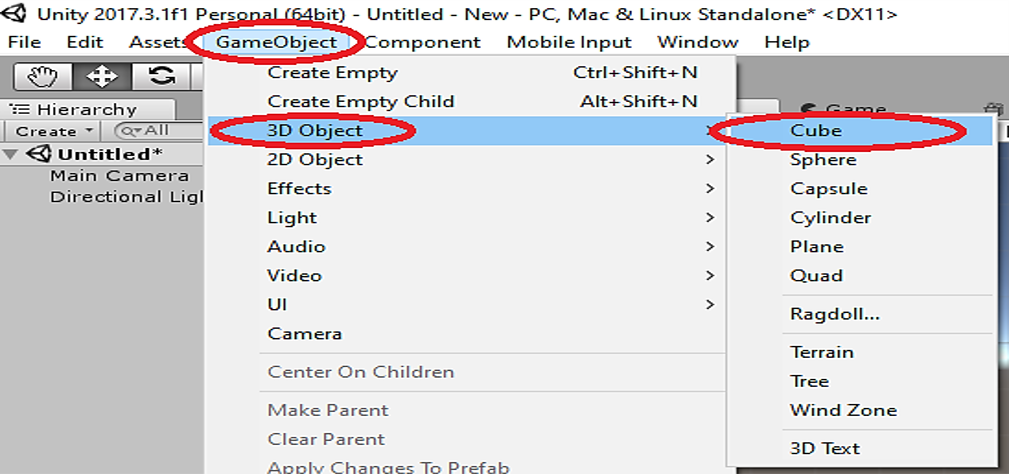 Unity 2017.3.1f1 Personal (64bit) - Untitled - New - PC, Mac & Linux Standalone* <DX11>
File Edit Assets GameObject Component Mobile Input Window Help
Hierarchy
Create All
Untitled*
Main Camera
Directional
Create Empty Ctrl+Shift+N
Create Empty Child Alt+Shift+N
3D Object
2D Object
Effects
Light
Audio
Video
UI
Camera
Center On Children
Make Parent
Clear Parent
Apply Changes To Prefab
Game
Cube
Sphere
Capsule
Cylinder
Plane
Quad
Ragdoll...
Terrain
Tree
Wind Zone
3D Text